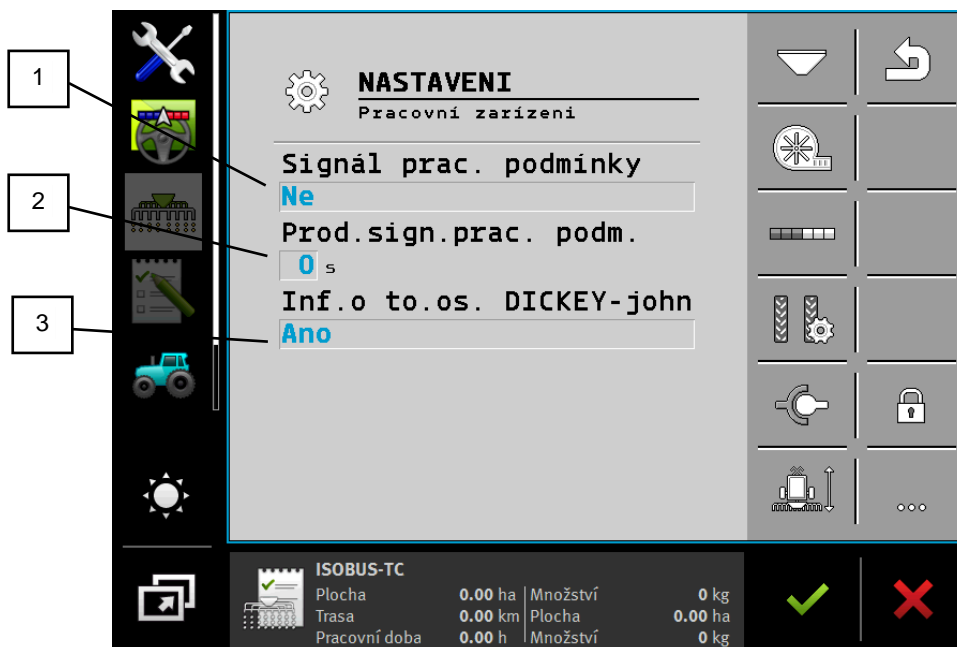 1
2
3
NASTAVENI
Pracovní zarízeni
Signál prac. podmínky
Ne
Prod.sign.prac. podm.
0 s
Inf.o to.os. DICKEY-john
Ano
ISOBUS-TC
Plocha 0.00 ha Množství 0 kg
Trasa 0.00 km Plocha 0.00 ha
Pracovní doba 0.00 h Množství 0 kg